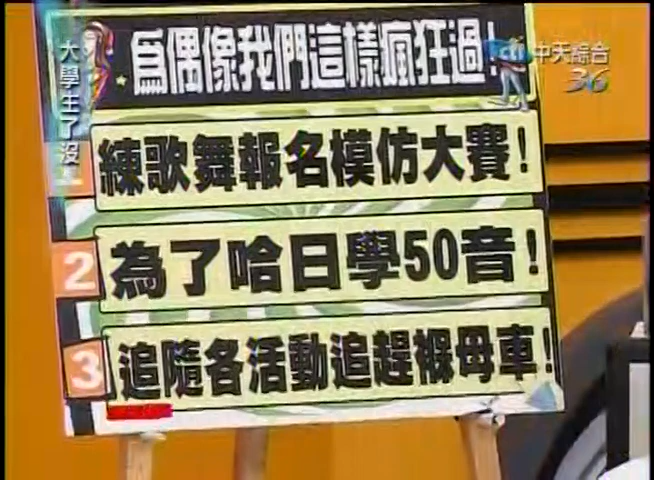 為偶像我們這樣瘋狂過!
cti 中天綜合
36
大學生了沒
練歌舞報名模仿大賽!
2 為了哈日學50音!
3 追隨各活動追趕褓母車!